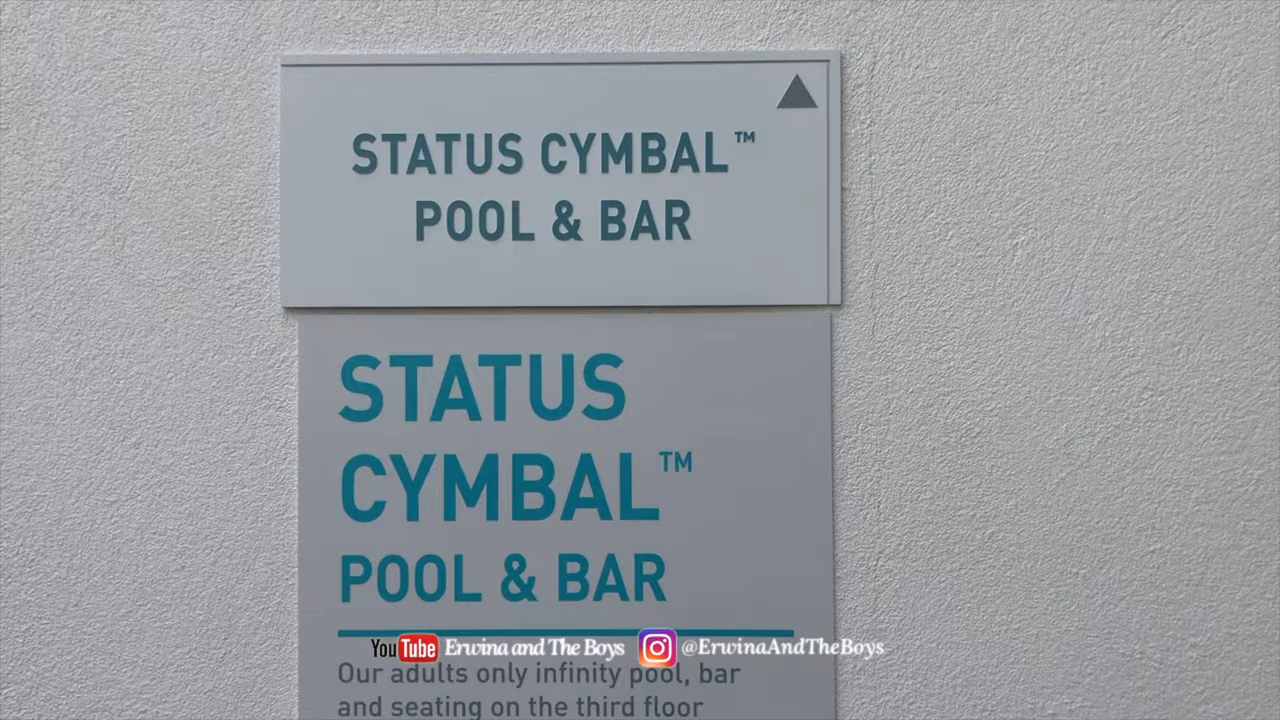 STATUS CYMBAL™
POOL & BAR
STATUS
CYMBAL™
POOL & BAR
YouTube Erwina and The Boys @ErwinaAndTheBoys
Our adults only infinity pool, bar
and seating on the third floor